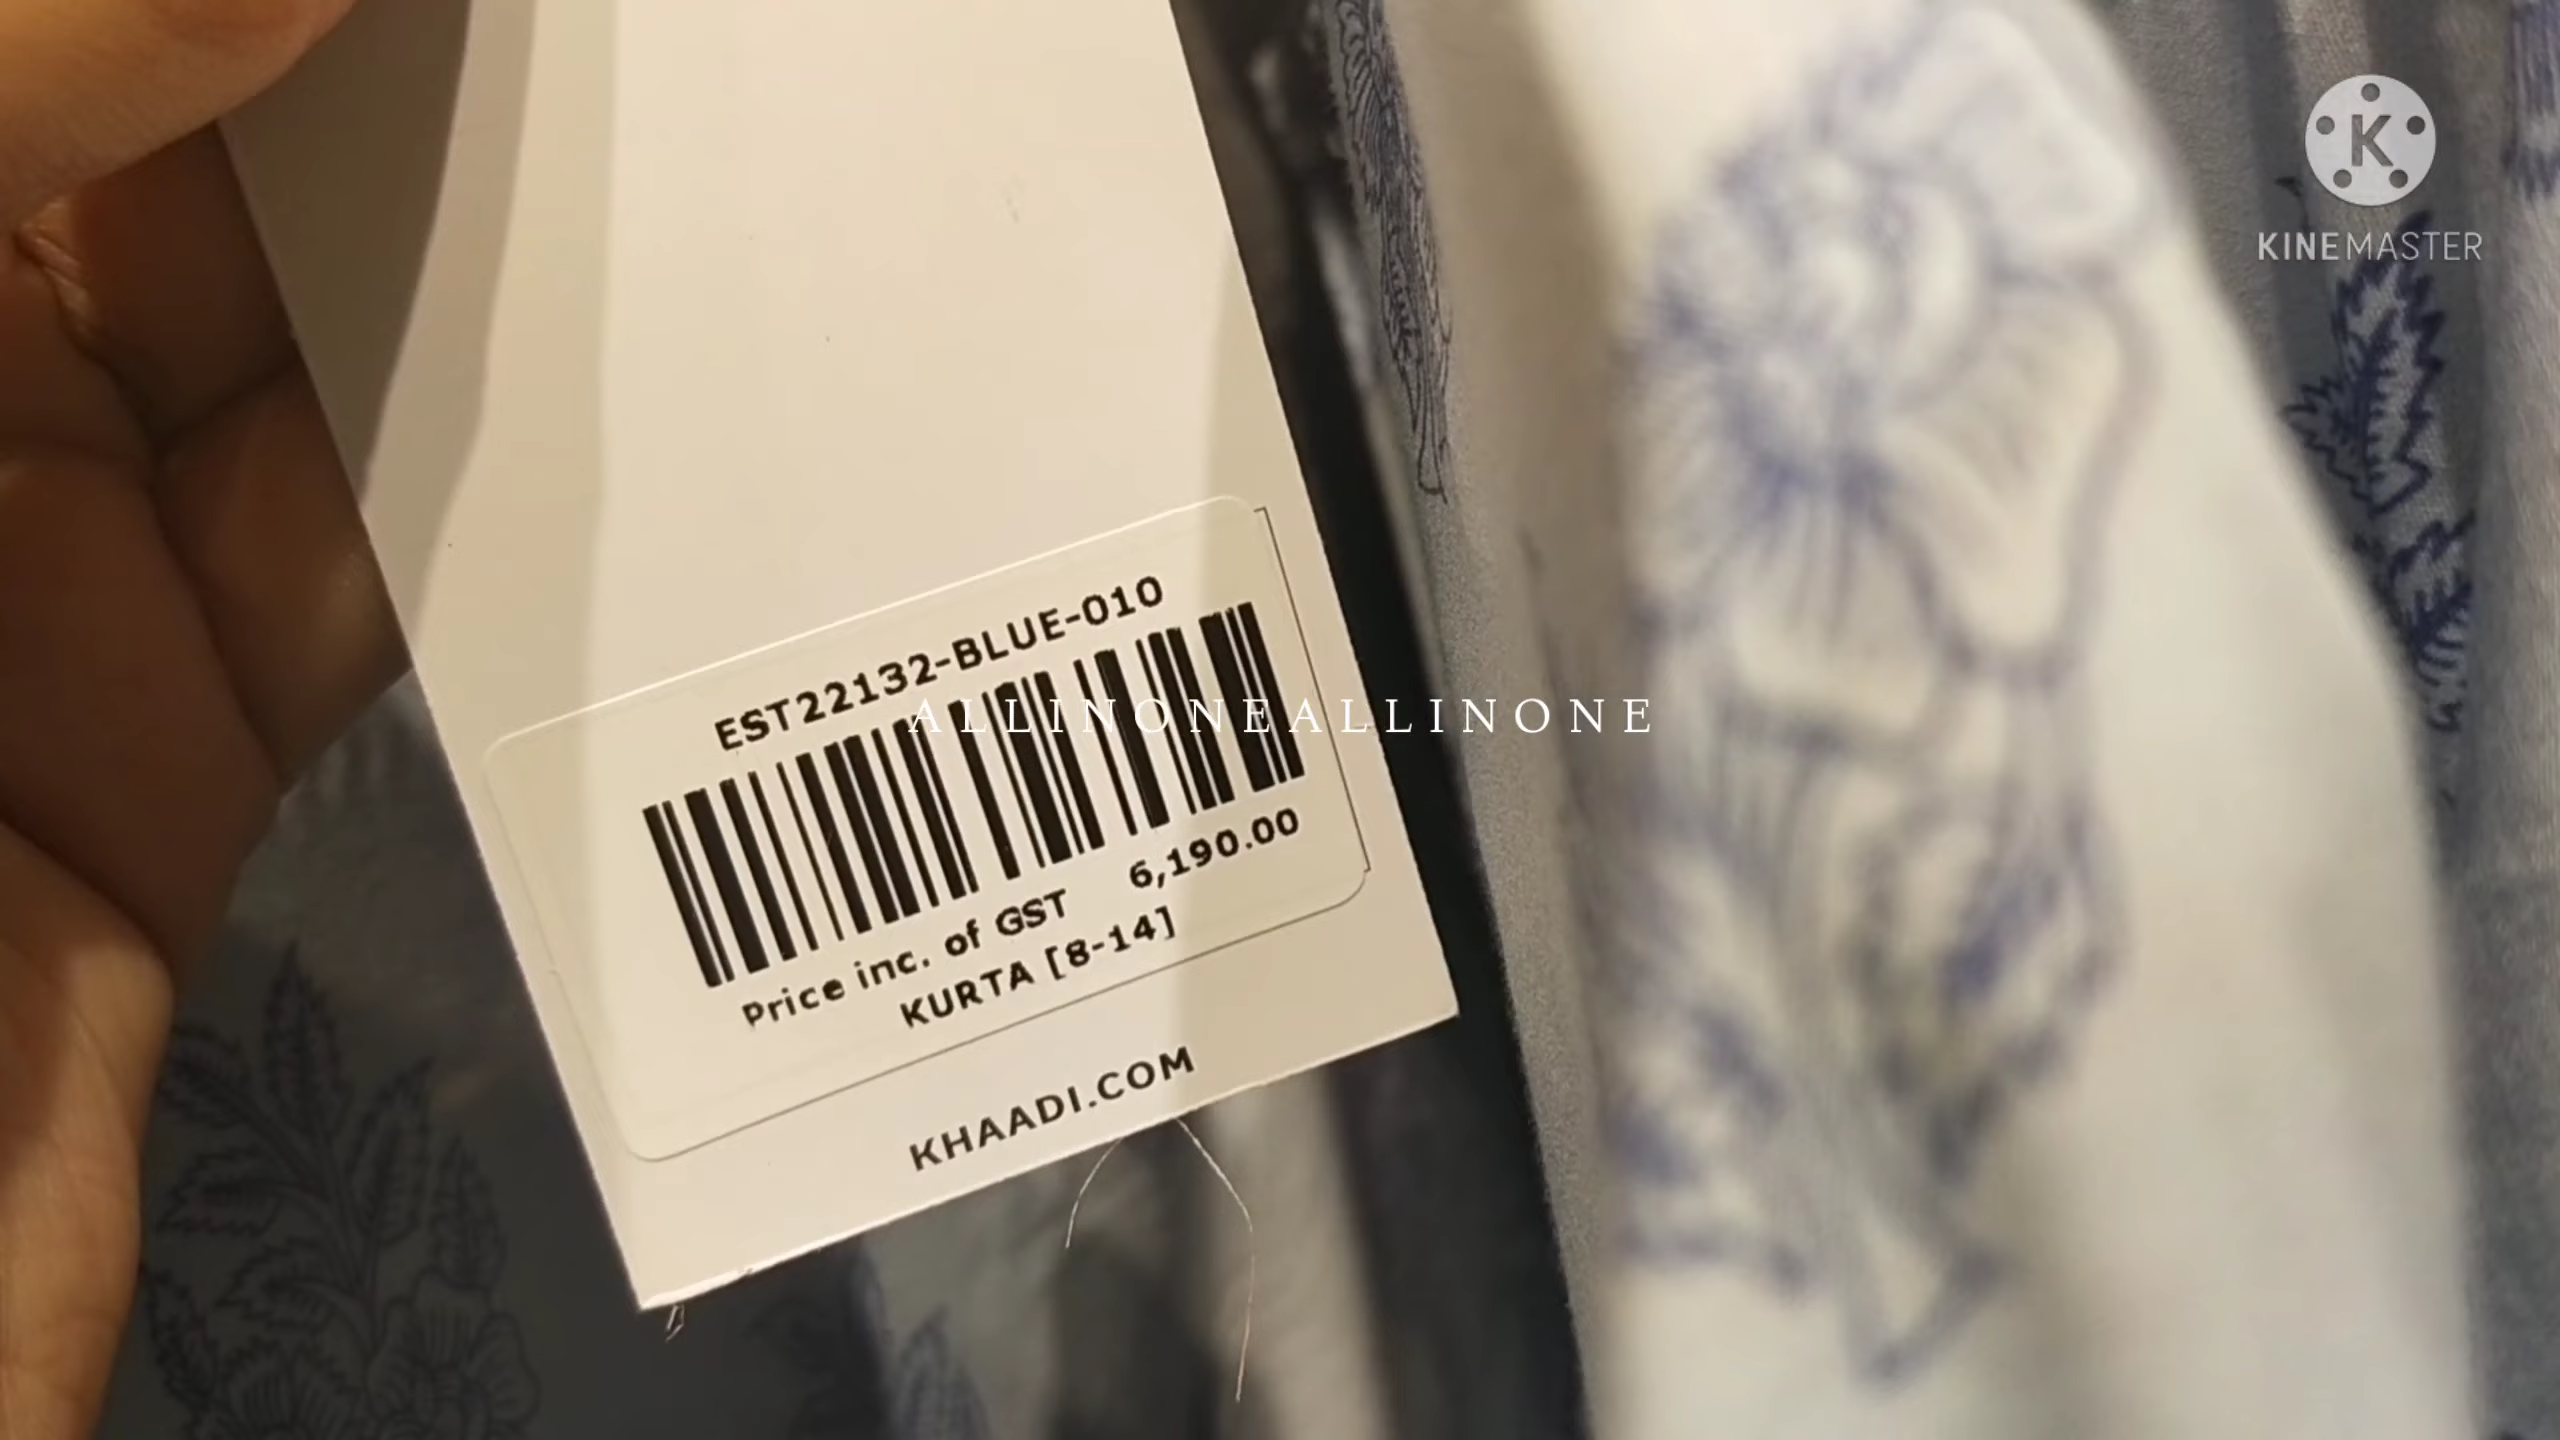 K
KINEMASTER
EST22132-BLUE-010
ALLINONEALLINONE
Price inc. of GST 6,190.00
KURTA [8-14]
KHAADI.COM